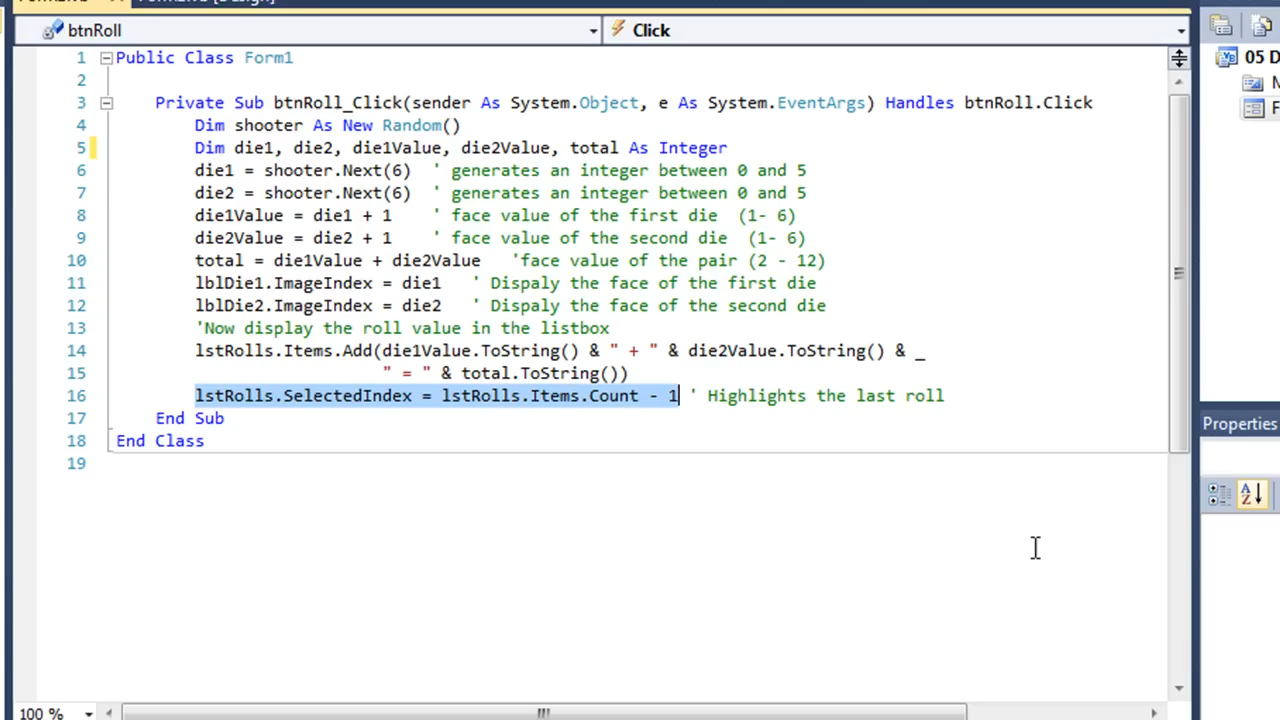 btnRoll Click
1 Public Class Form1
2
3 Private Sub btnRoll_Click(sender As System.Object, e As System.EventArgs) Handles btnRoll.Click
4 Dim shooter As New Random()
5 Dim die1, die2, die1Value, die2Value, total As Integer
6 die1 = shooter.Next(6) ' generates an integer between 0 and 5
7 die2 = shooter.Next(6) ' generates an integer between 0 and 5
8 die1Value = die1 + 1 ' face value of the first die (1- 6)
9 die2Value = die2 + 1 ' face value of the second die (1- 6)
10 total = die1Value + die2Value 'face value of the pair (2 - 12)
11 lblDie1.ImageIndex = die1 ' Dispaly the face of the first die
12 lblDie2.ImageIndex = die2 ' Dispaly the face of the second die
13 'Now display the roll value in the listbox
14 lstRolls.Items.Add(die1Value.ToString() & " + " & die2Value.ToString() & _
15 " = " & total.ToString())
16 lstRolls.SelectedIndex = lstRolls.Items.Count - 1 ' Highlights the last roll
17 End Sub
18 End Class
19
100 %
05 D
Properties